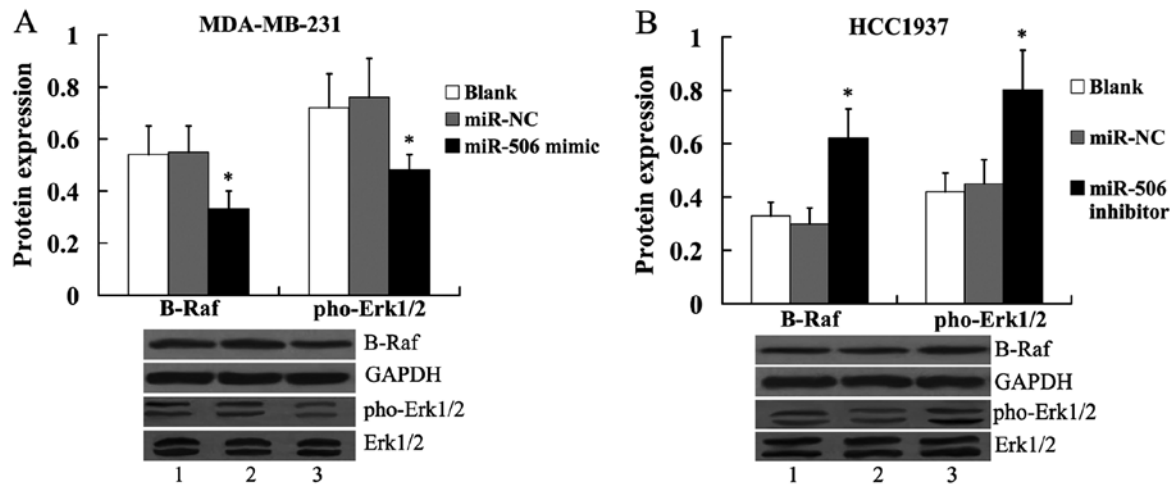 A
MDA-MB-231
Protein expression
1
0.8
0.6
0.4
0.2
0
*
*
B-Raf
pho-Erk1/2
Blank
miR-NC
miR-506 mimic
B-Raf
GAPDH
pho-Erk1/2
Erk1/2
1 2 3
B
HCC1937
Protein expression
1
0.8
0.6
0.4
0.2
0
*
*
B-Raf
pho-Erk1/2
Blank
miR-NC
miR-506
inhibitor
B-Raf
GAPDH
pho-Erk1/2
Erk1/2
1 2 3